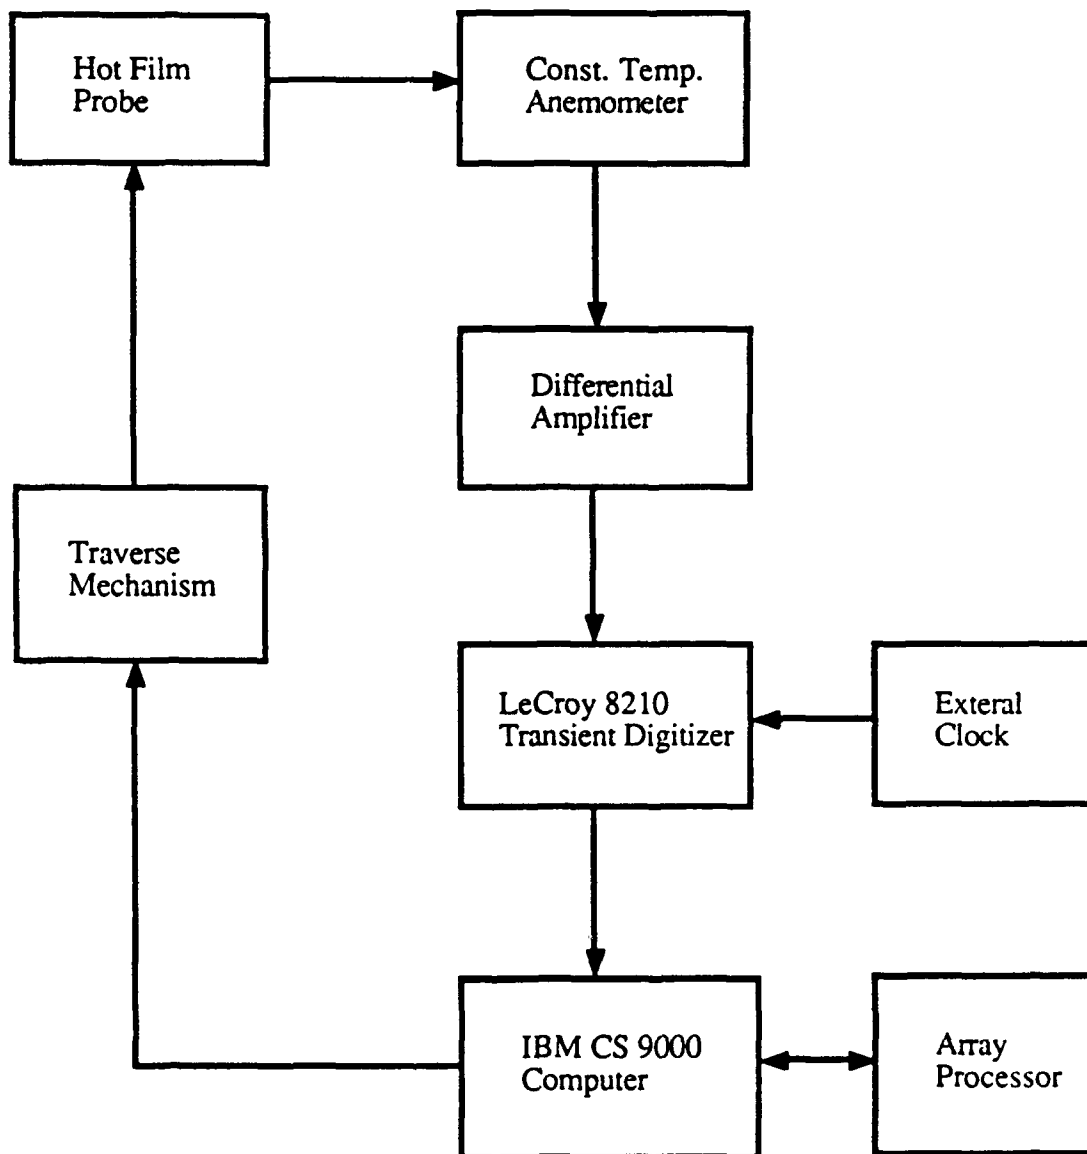 Hot Film
Probe
Const. Temp.
Anemometer
Differential
Amplifier
Traverse
Mechanism
LeCroy 8210
Transient Digitizer
Exteral
Clock
IBM CS 9000
Computer
Array
Processor